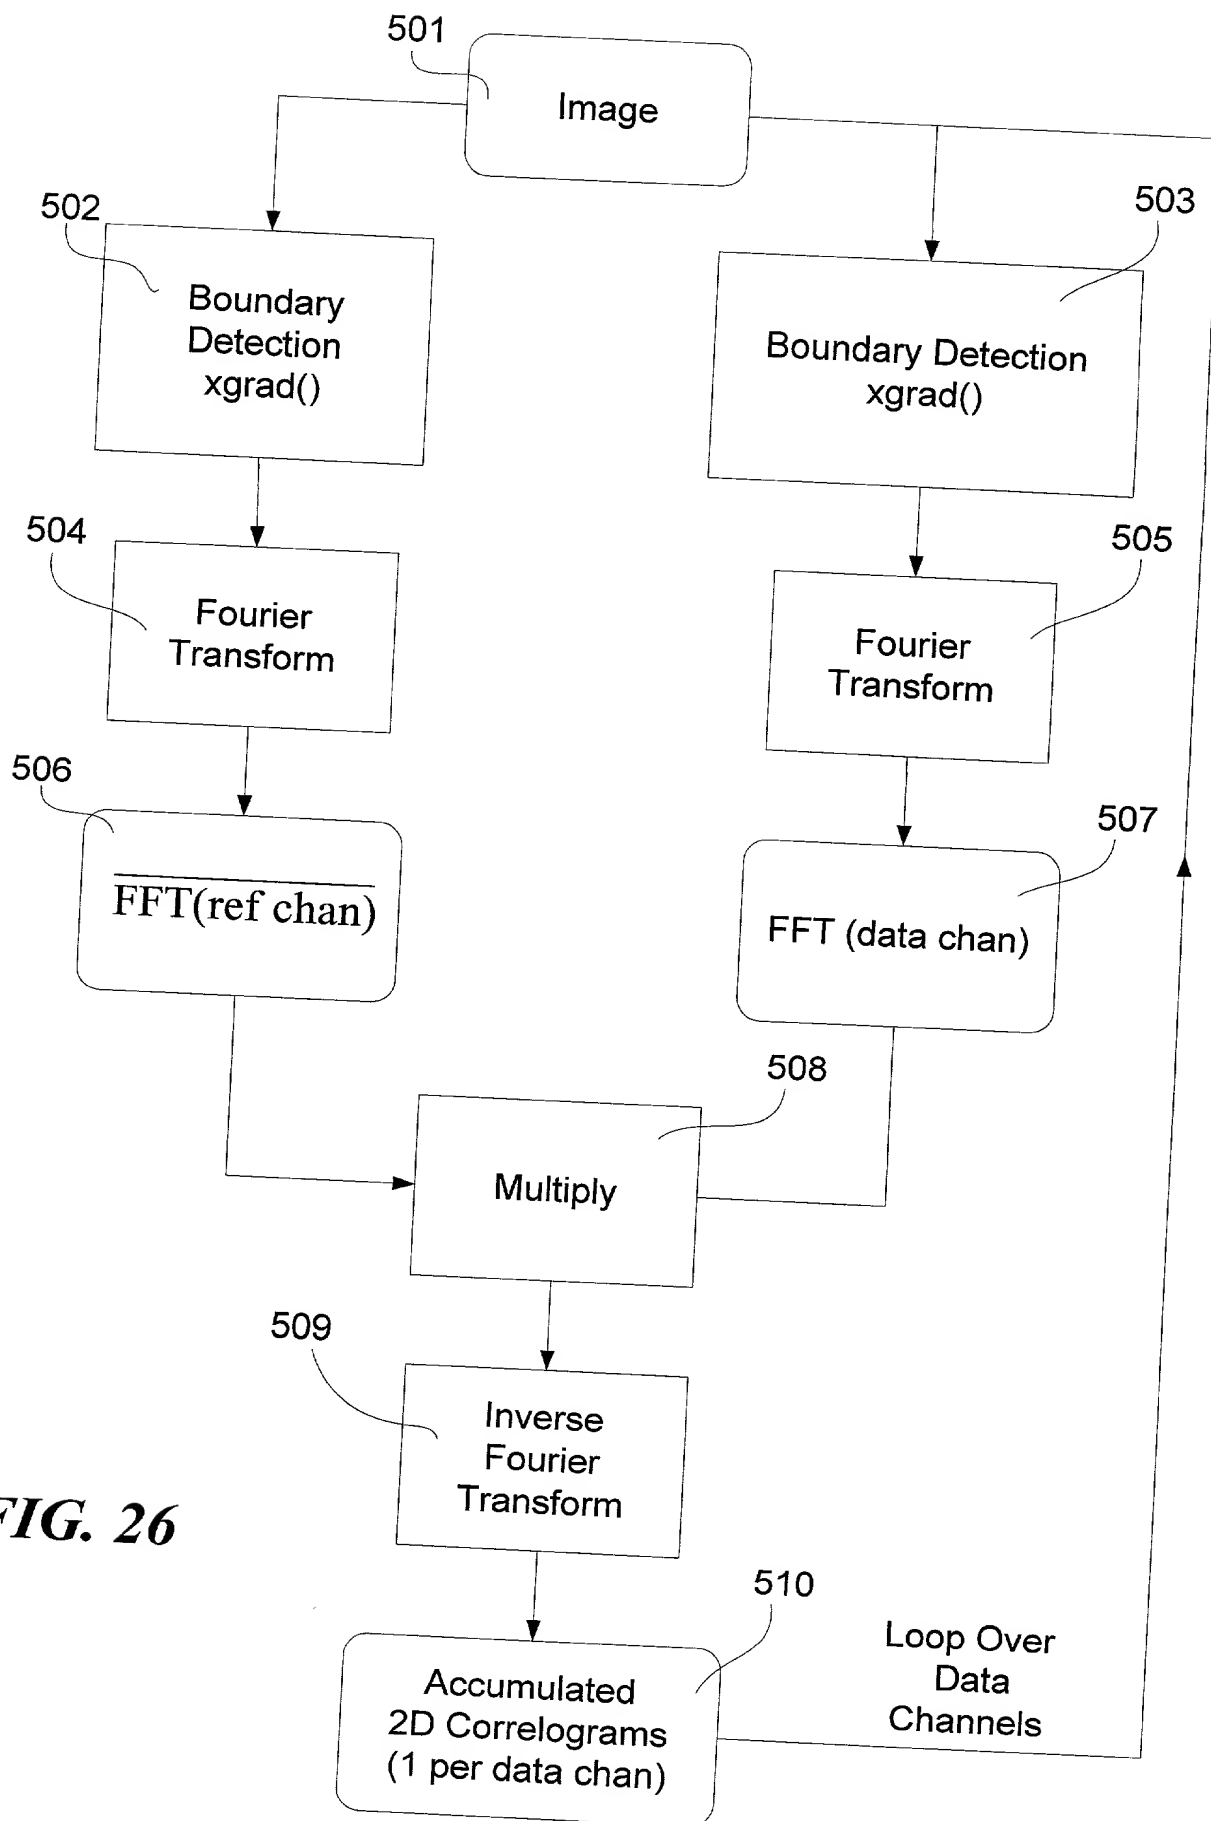 501
Image
502
Boundary
Detection
xgrad()
503
Boundary Detection
xgrad()
504
Fourier
Transform
505
Fourier
Transform
506
FFT(ref chan)
507
FFT (data chan)
508
Multiply
509
Inverse
Fourier
Transform
FIG. 26
510
Accumulated
2D Correlograms
(1 per data chan)
Loop Over
Data
Channels